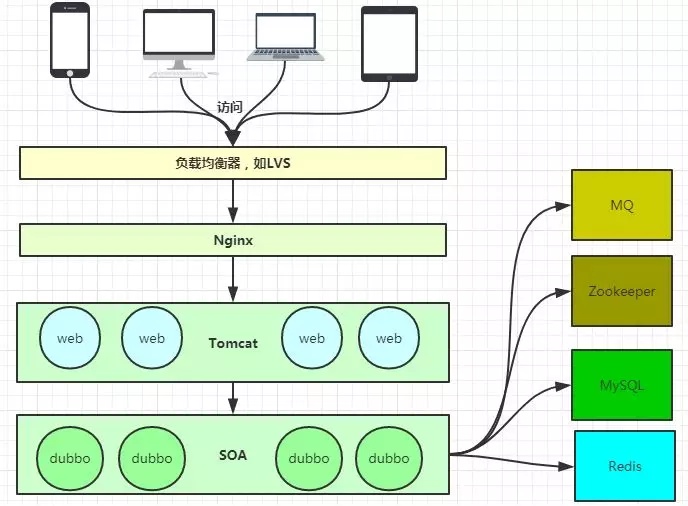 访问
负载均衡器，如LVS
Nginx
web
web
Tomcat
web
web
dubbo
dubbo
SOA
dubbo
dubbo
MQ
Zookeeper
MySQL
Redis